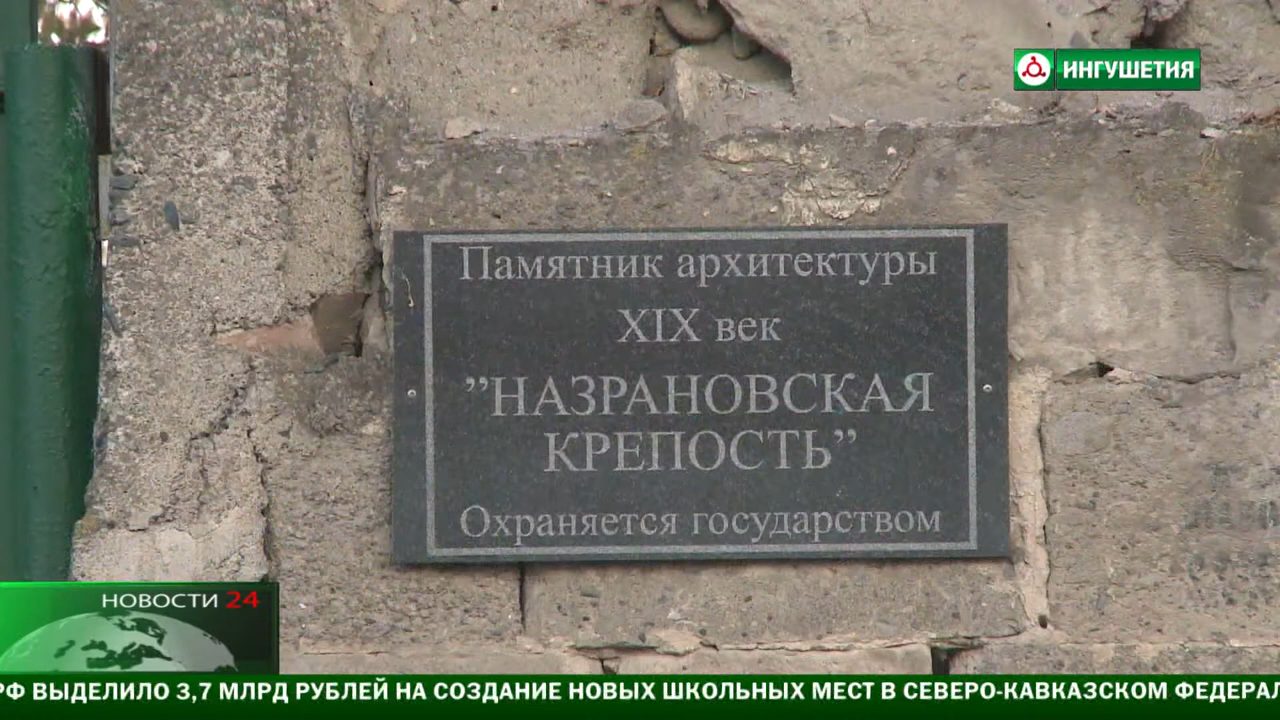 ИНГУШЕТИЯ
Памятник архитектуры
XIX век
”НАЗРАНОВСКАЯ
КРЕПОСТЬ”
Охраняется государством
НОВОСТИ 24
РФ ВЫДЕЛИЛО 3,7 МЛРД РУБЛЕЙ НА СОЗДАНИЕ НОВЫХ ШКОЛЬНЫХ МЕСТ В СЕВЕРО-КАВКАЗСКОМ ФЕДЕРАЛ